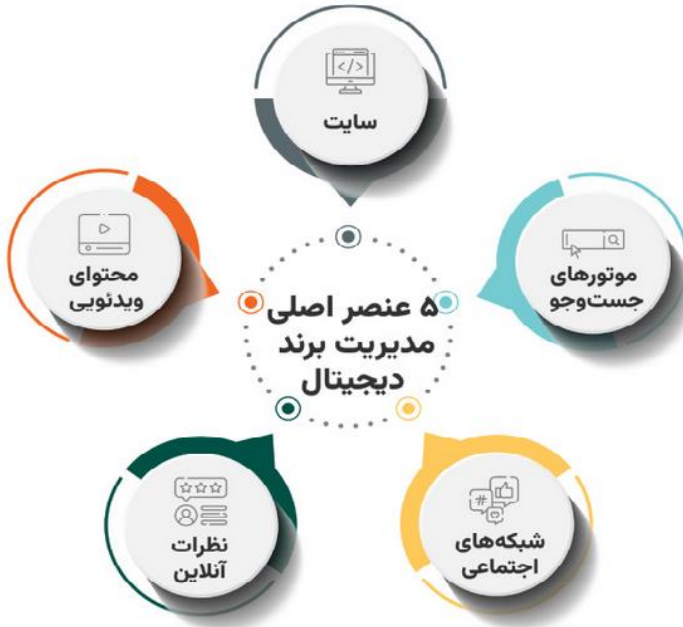 ۵ عنصر اصلی
مدیریت برند
دیجیتال
سایت
موتورهای
جست‌وجو
شبکه‌های
اجتماعی
نظرات
آنلاین
محتوای
ویدئویی